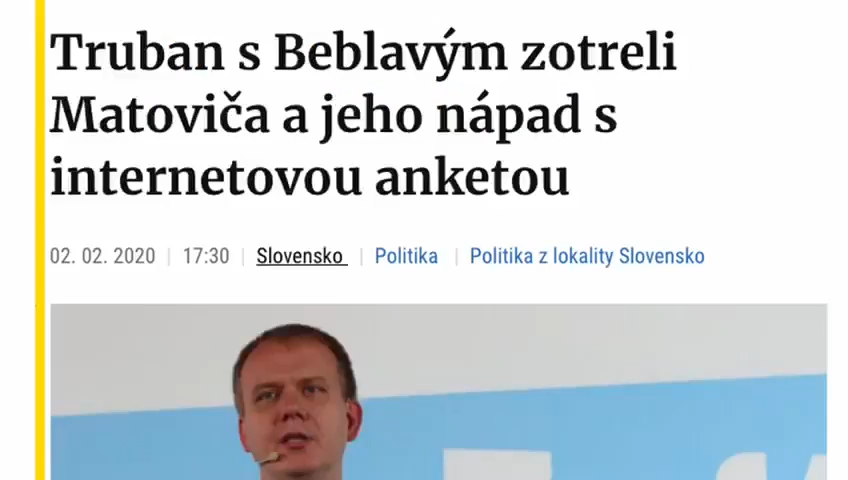 Truban s Beblavým zotreli
Matoviča a jeho nápad s
internetovou anketou
02. 02. 2020 | 17:30 | Slovensko | Politika | Politika z lokality Slovensko